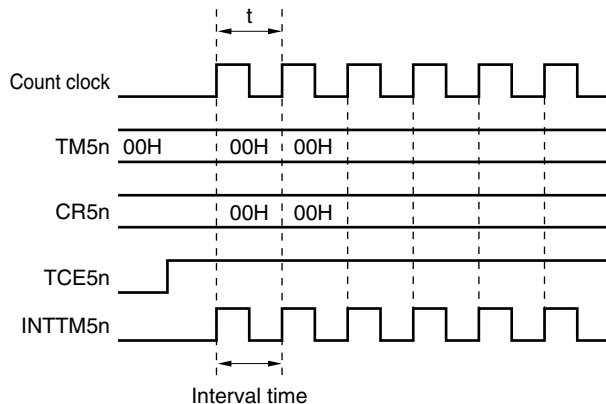 t
Count clock
TM5n 00H 00H 00H
CR5n 00H 00H
TCE5n
INTTM5n
Interval time